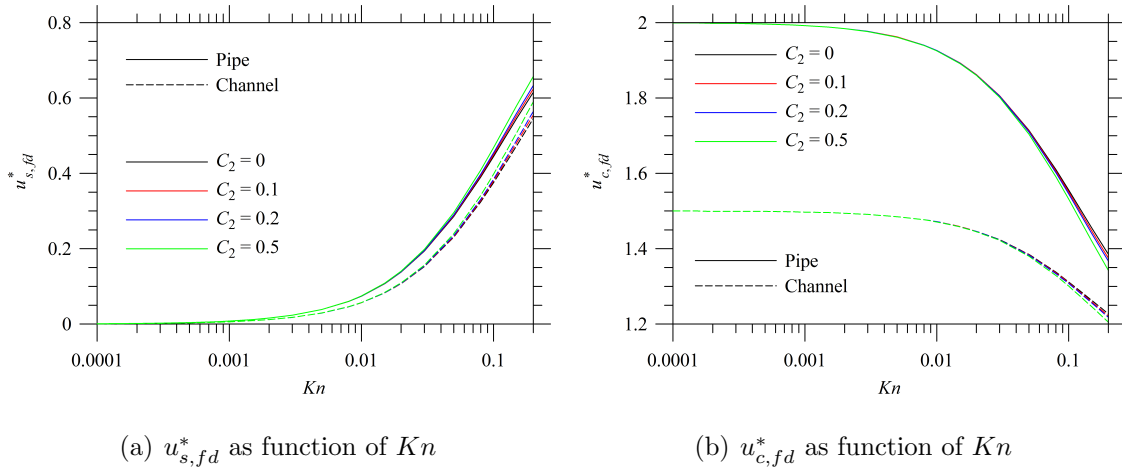 0.8
0.6
0.4
0.2
0
u*s,fd
Pipe
Channel
C2 = 0
C2 = 0.1
C2 = 0.2
C2 = 0.5
0.0001
0.001
0.01
0.1
Kn
2
1.8
1.6
1.4
1.2
u*c,fd
C2 = 0
C2 = 0.1
C2 = 0.2
C2 = 0.5
Pipe
Channel
0.0001
0.001
0.01
0.1
Kn
(a) u*s,fd as function of Kn
(b) u*c,fd as function of Kn